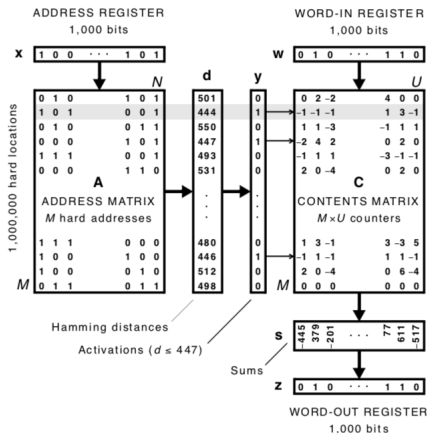 ADDRESS REGISTER
1,000 bits
WORD-IN REGISTER
1,000 bits
x 1 0 0 · · · 1 0 1
w 1 0 0 · · · 0 1 0
N d y U
0 1 0 1 0 1 501 0 0 2 –2 4 0 0
1 0 1 0 0 1 444 1 –1 –1 –1 1 3 –1
0 0 0 0 1 1 550 0 1 1 –3 –1 1 1
0 1 1 0 0 0 447 1 –2 4 2 0 2 0
1 0 0 0 1 1 493 0 –1 1 1 –3 –1 –1
0 1 1 1 0 1 531 0 2 0 –4 0 2 0
1,000,000 hard locations
A
ADDRESS MATRIX
M hard addresses
C
CONTENTS MATRIX
M×U counters
1 1 1 0 0 0 480 0 1 3 –1 3 –3 5
0 1 1 0 0 0 446 1 –1 1 –1 1 1 –1
1 0 1 1 0 0 512 0 2 0 –4 0 6 –4
M 0 1 1 1 0 0 498 0 M 0 0 0 0 0 0
Hamming distances
Activations (d ≤ 447)
Sums
s –445 379 –201 · · · 77 611 –517
z 0 1 0 · · · 1 1 0
WORD-OUT REGISTER
1,000 bits